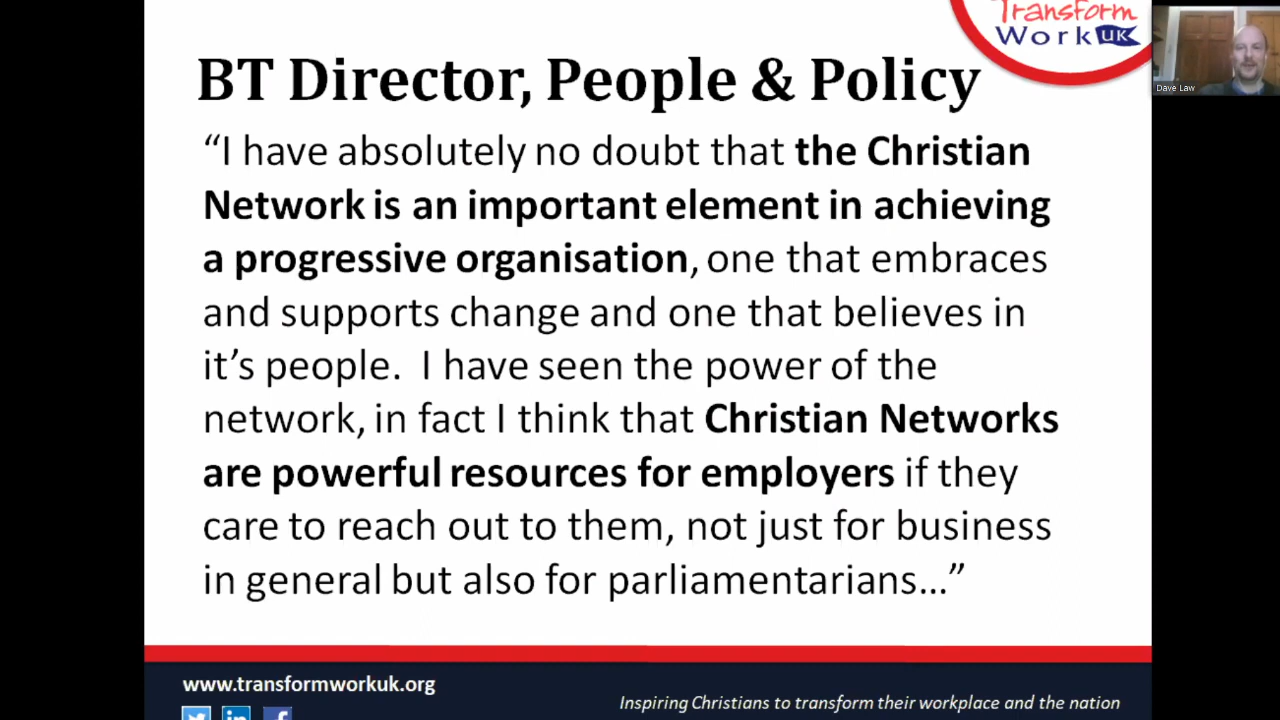 Transform
Work UK
Dave Law
BT Director, People & Policy
“I have absolutely no doubt that the Christian
Network is an important element in achieving
a progressive organisation, one that embraces
and supports change and one that believes in
it’s people.  I have seen the power of the
network, in fact I think that Christian Networks
are powerful resources for employers if they
care to reach out to them, not just for business
in general but also for parliamentarians...”
www.transformworkuk.org
Inspiring Christians to transform their workplace and the nation